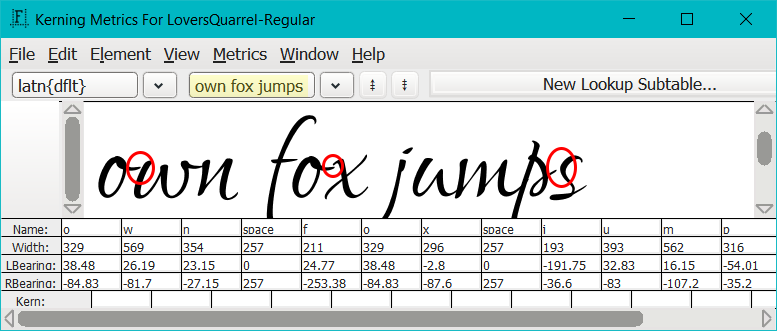 Kerning Metrics For LoversQuarrel-Regular
File Edit Element View Metrics Window Help
latn{dflt} own fox jumps New Lookup Subtable...
own fox jumps
Name: o w n space f o x space j u m p
Width: 329 569 354 257 211 329 296 257 193 393 562 316
LBearing: 38.48 26.19 23.15 0 24.77 38.48 -2.8 0 -191.75 32.83 16.15 -54.01
RBearing: -84.83 -81.7 -27.15 257 -253.38 -84.83 -87.6 257 -36.6 -83 -107.2 -35.2
Kern: